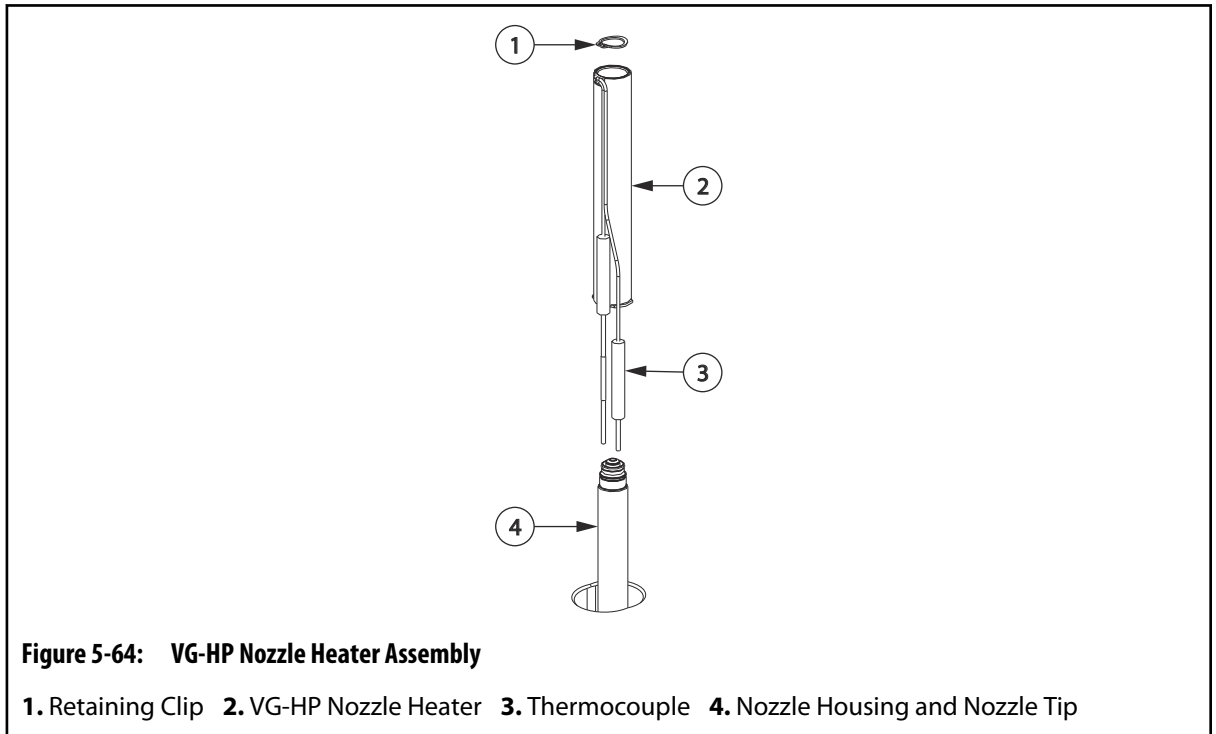 1
2
3
4
Figure 5-64: VG-HP Nozzle Heater Assembly
1. Retaining Clip 2. VG-HP Nozzle Heater 3. Thermocouple 4. Nozzle Housing and Nozzle Tip